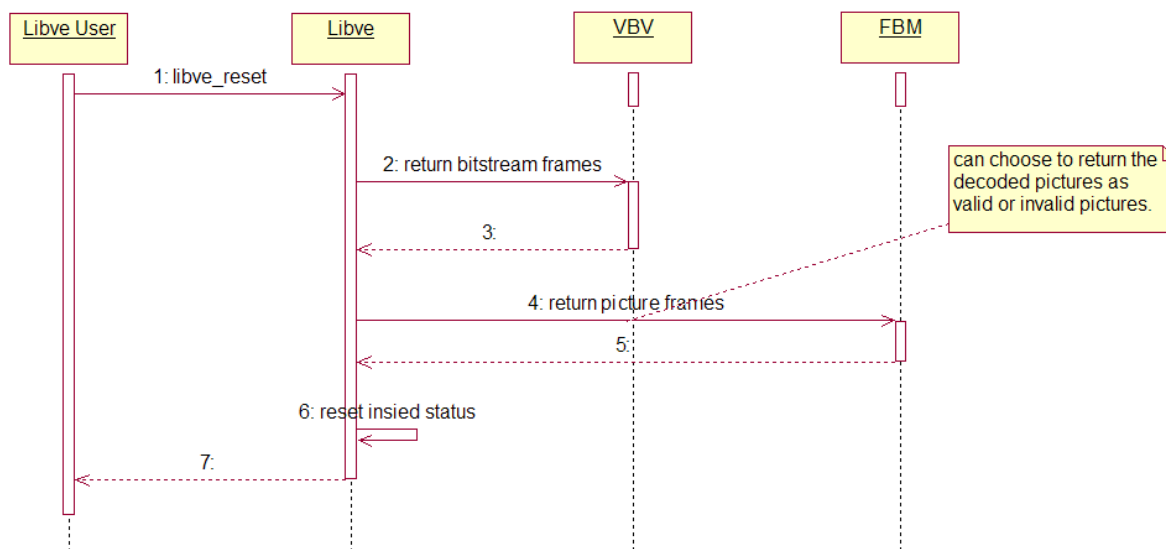 Libve User
Libve
VBV
FBM
1: libve_reset
2: return bitstream frames
can choose to return the
decoded pictures as
valid or invalid pictures.
3:
4: return picture frames
5:
6: reset insied status
7: